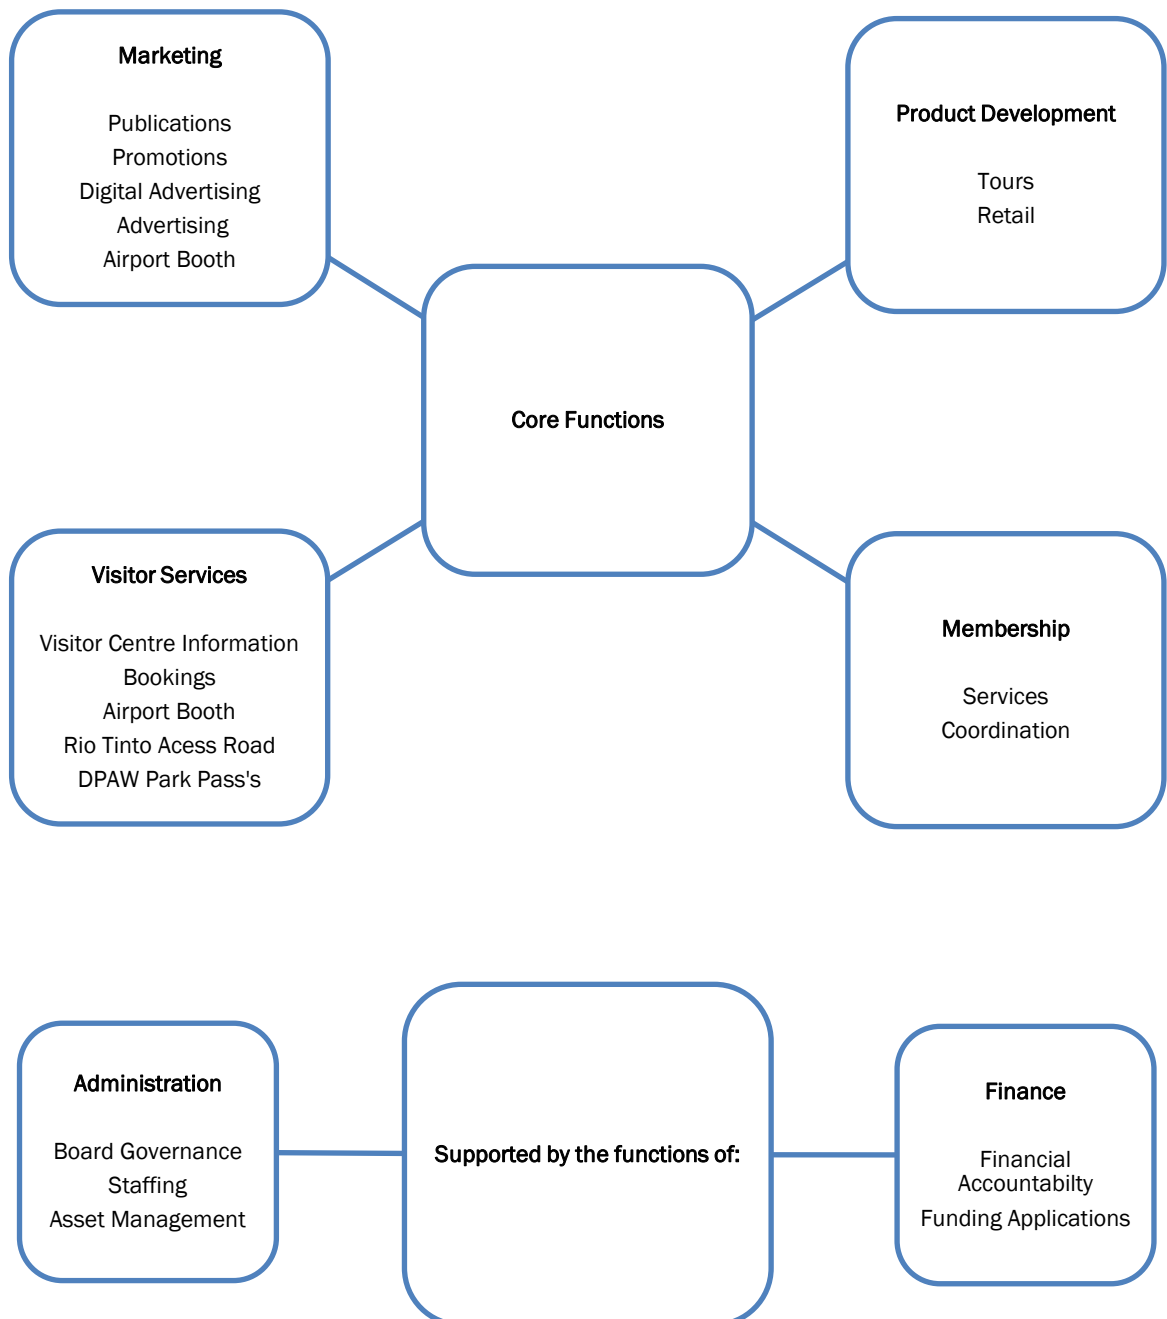 Marketing
Publications
Promotions
Digital Advertising
Advertising
Airport Booth
Product Development
Tours
Retail
Core Functions
Visitor Services
Visitor Centre Information
Bookings
Airport Booth
Rio Tinto Acess Road
DPAW Park Pass's
Membership
Services
Coordination
Administration
Board Governance
Staffing
Asset Management
Supported by the functions of:
Finance
Financial
Accountabilty
Funding Applications